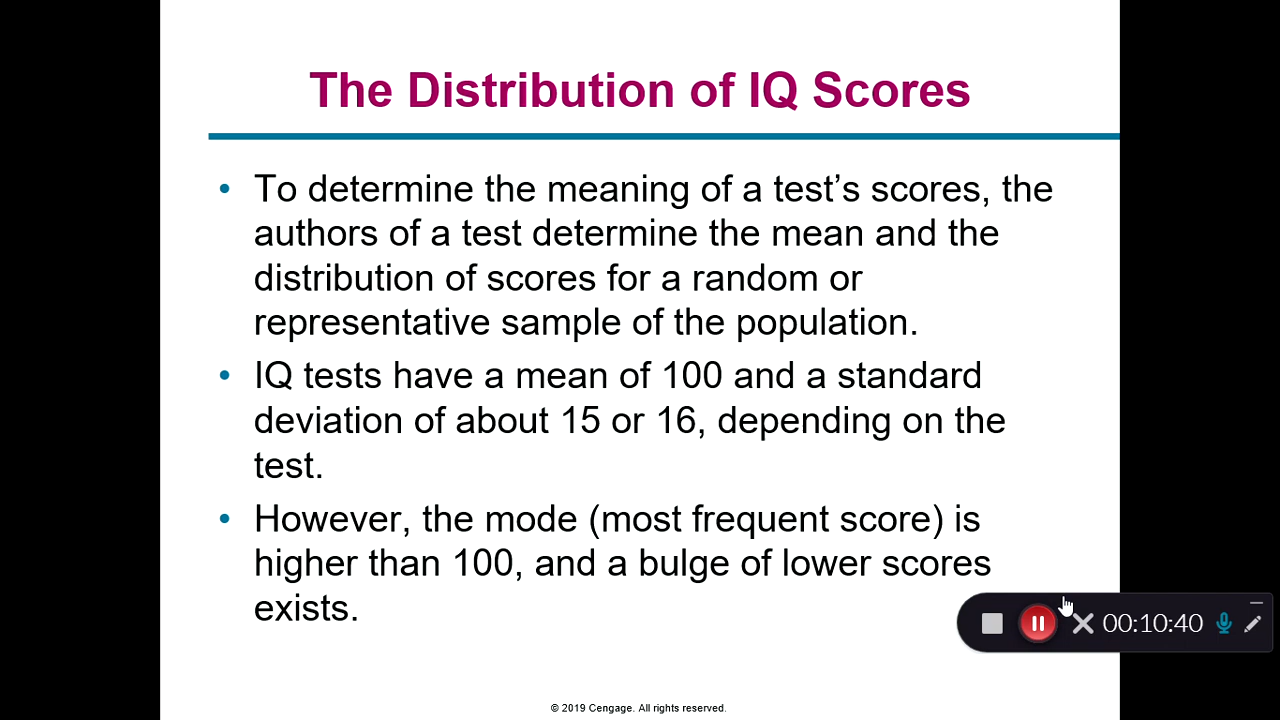 The Distribution of IQ Scores
• To determine the meaning of a test’s scores, the
authors of a test determine the mean and the
distribution of scores for a random or
representative sample of the population.
• IQ tests have a mean of 100 and a standard
deviation of about 15 or 16, depending on the
test.
• However, the mode (most frequent score) is
higher than 100, and a bulge of lower scores
exists.
00:10:40
© 2019 Cengage. All rights reserved.